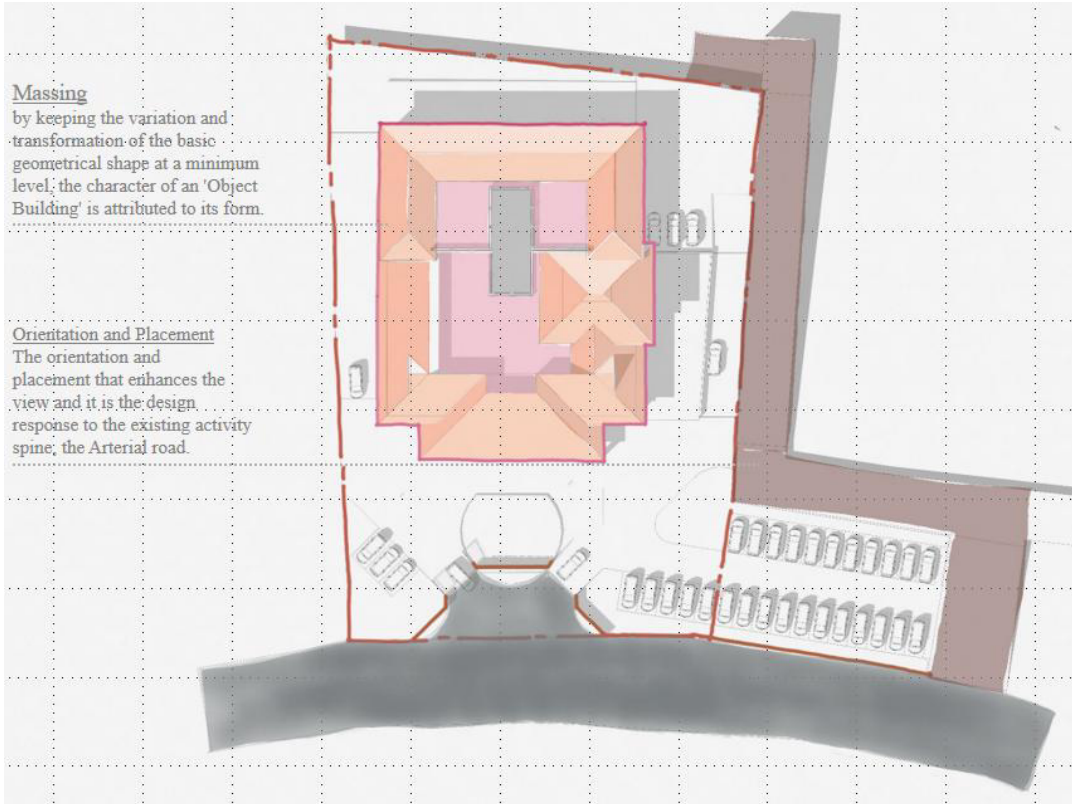 Massing
by keeping the variation and
transformation of the basic
geometrical shape at a minimum
level, the character of an 'Object
Building' is attributed to its form.
Orientation and Placement
The orientation and
placement that enhances the
view and it is the design
response to the existing activity
spine, the Arterial road.